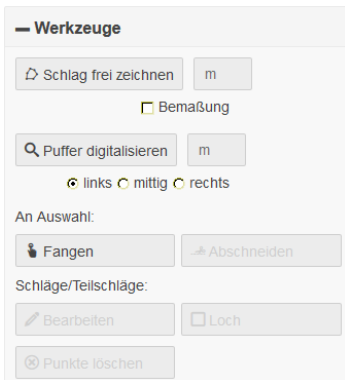 Werkzeuge
Schlag frei zeichnen m
Bemaßung
Puffer digitalisieren m
links mittig rechts
An Auswahl:
Fangen Abschneiden
Schläge/Teilschläge:
Bearbeiten Loch
Punkte löschen